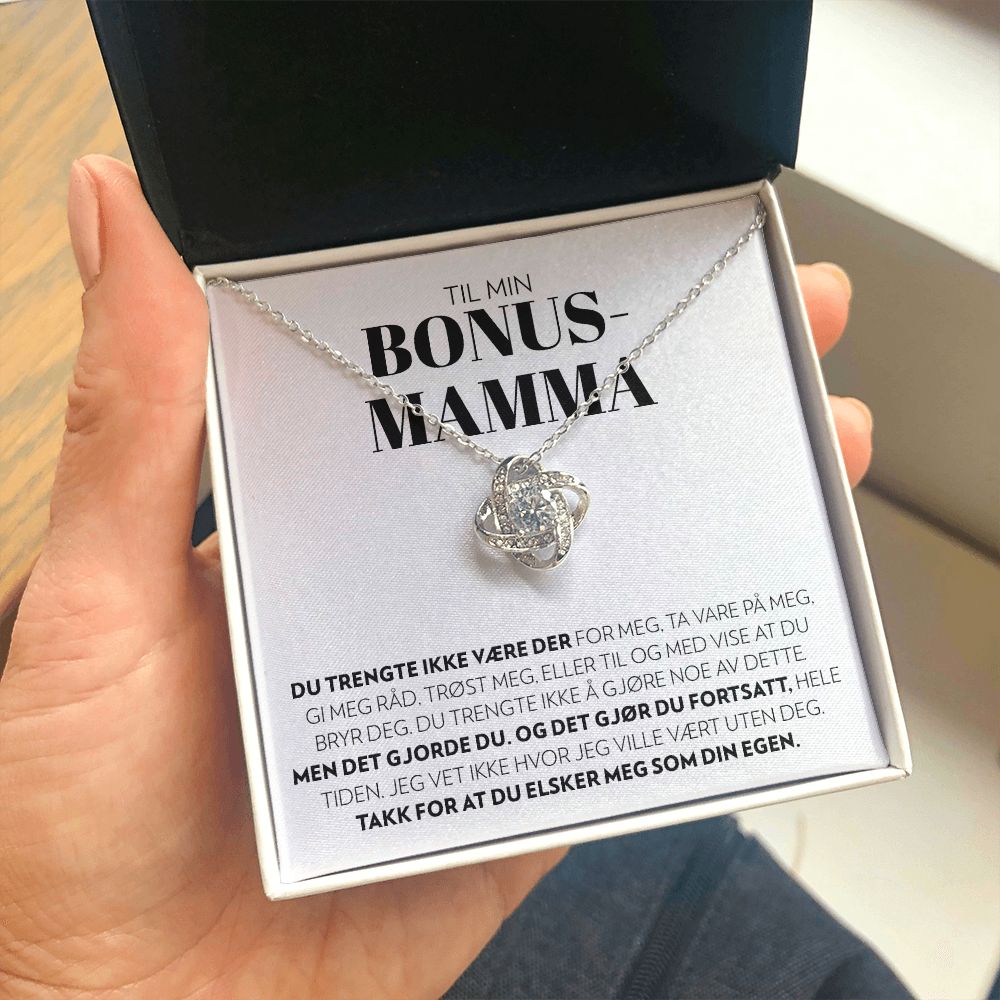 TIL MIN
BONUS-
MAMMA
DU TRENGTE IKKE VÆRE DER FOR MEG, TA VARE PÅ MEG,
GI MEG RÅD, TRØST MEG, ELLER TIL OG MED VISE AT DU
BRYR DEG. DU TRENGTE IKKE Å GJØRE NOE AV DETTE
MEN DET GJORDE DU. OG DET GJØR DU FORTSATT, HELE
TIDEN. JEG VET IKKE HVOR JEG VILLE VÆRT UTEN DEG.
TAKK FOR AT DU ELSKER MEG SOM DIN EGEN.